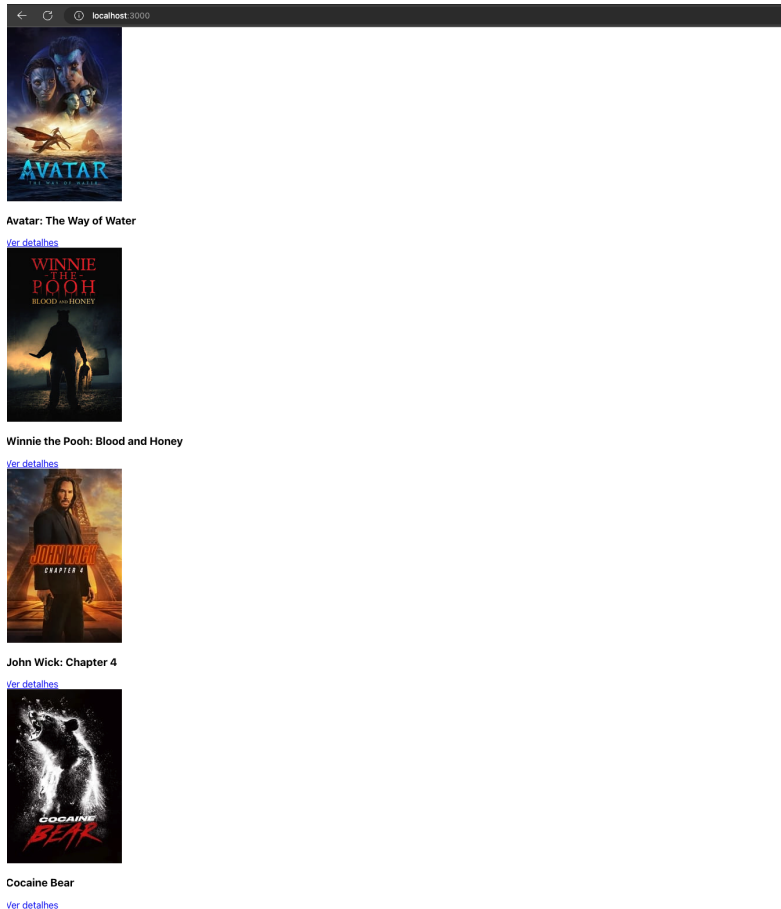 localhost:3000
AVATAR
THE WAY OF WATER
Avatar: The Way of Water
Ver detalhes
WINNIE
-THE-
POOH
BLOOD AND HONEY
Winnie the Pooh: Blood and Honey
Ver detalhes
JOHN WICK
CHAPTER 4
John Wick: Chapter 4
Ver detalhes
COCAINE
BEAR
Cocaine Bear
Ver detalhes